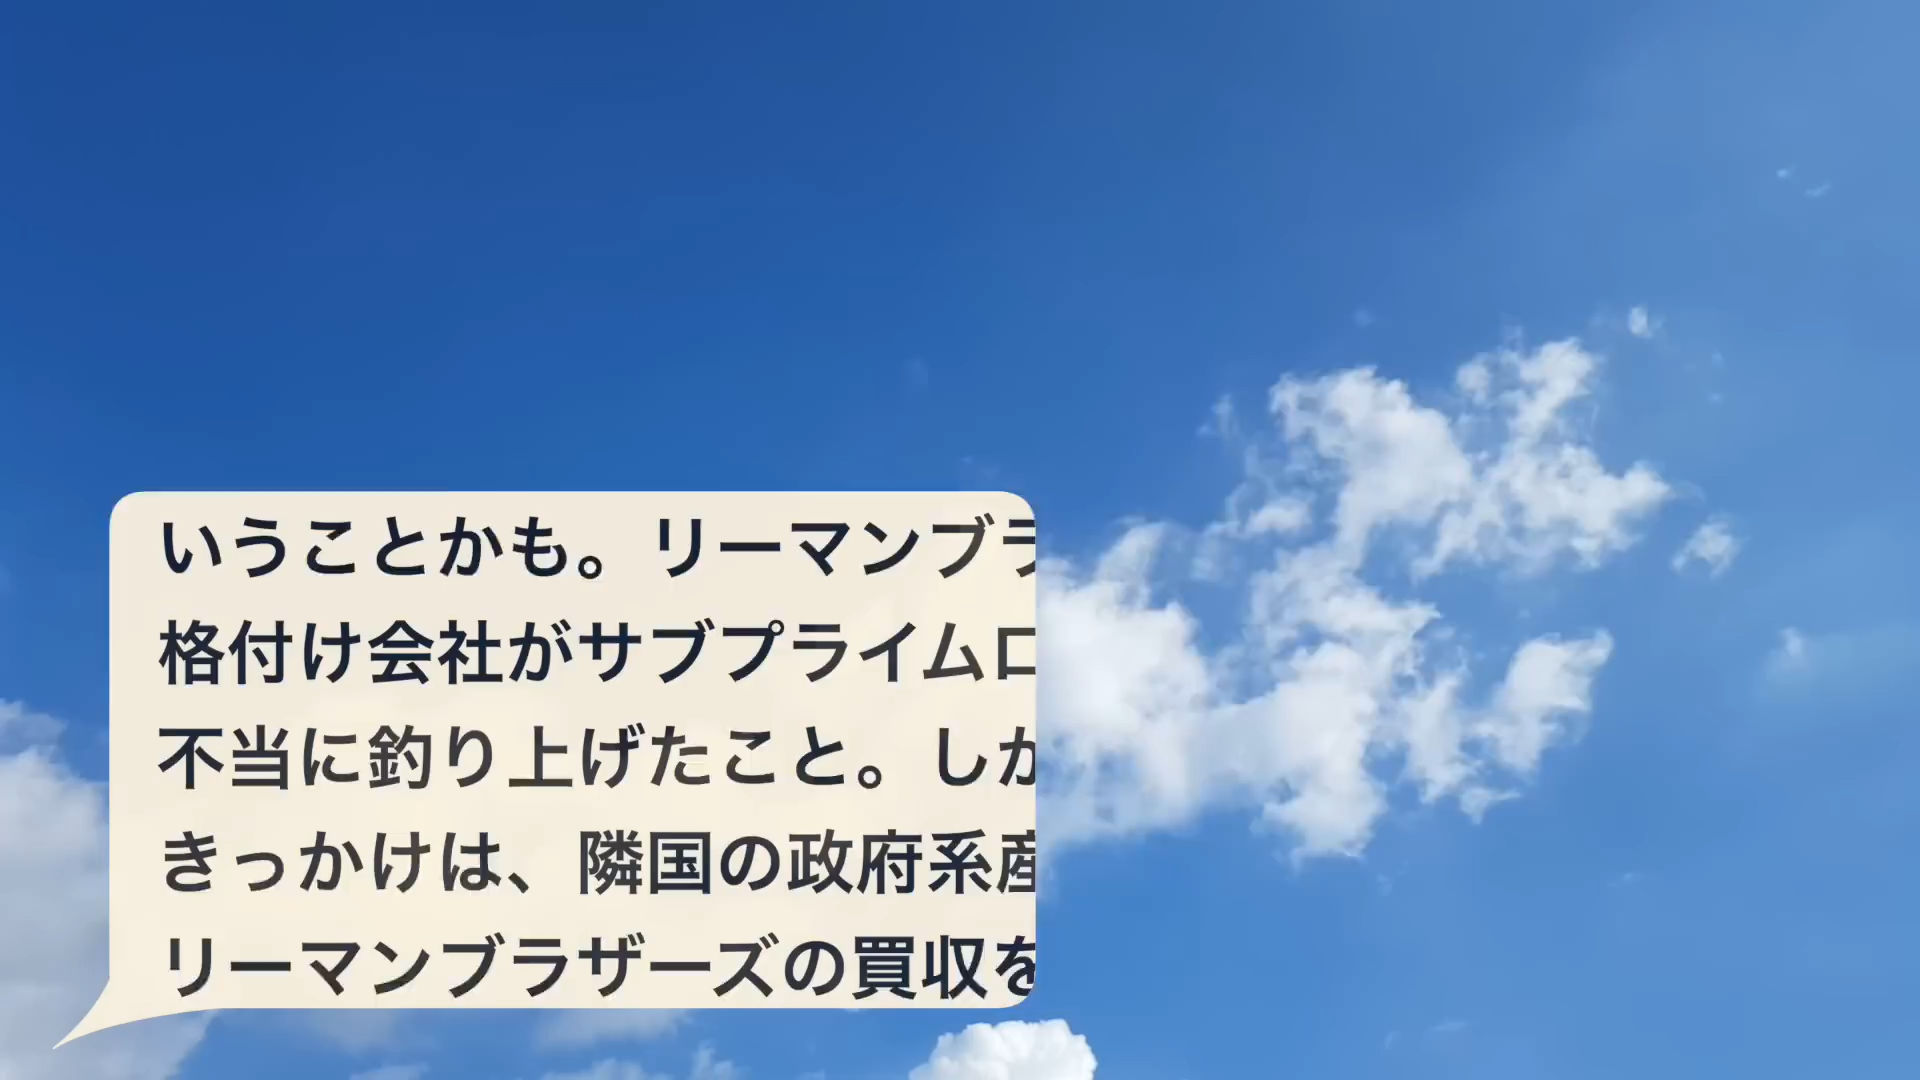 いうことかも。リーマンブラ
格付け会社がサブプライムロ
不当に釣り上げたこと。しか
きっかけは、隣国の政府系産
リーマンブラザーズの買収を